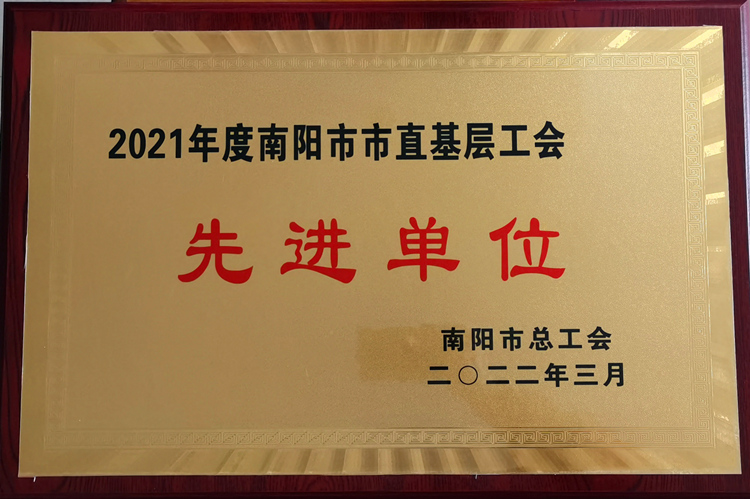 2021年度南阳市市直基层工会
先进单位
南阳市总工会
二〇二二年三月